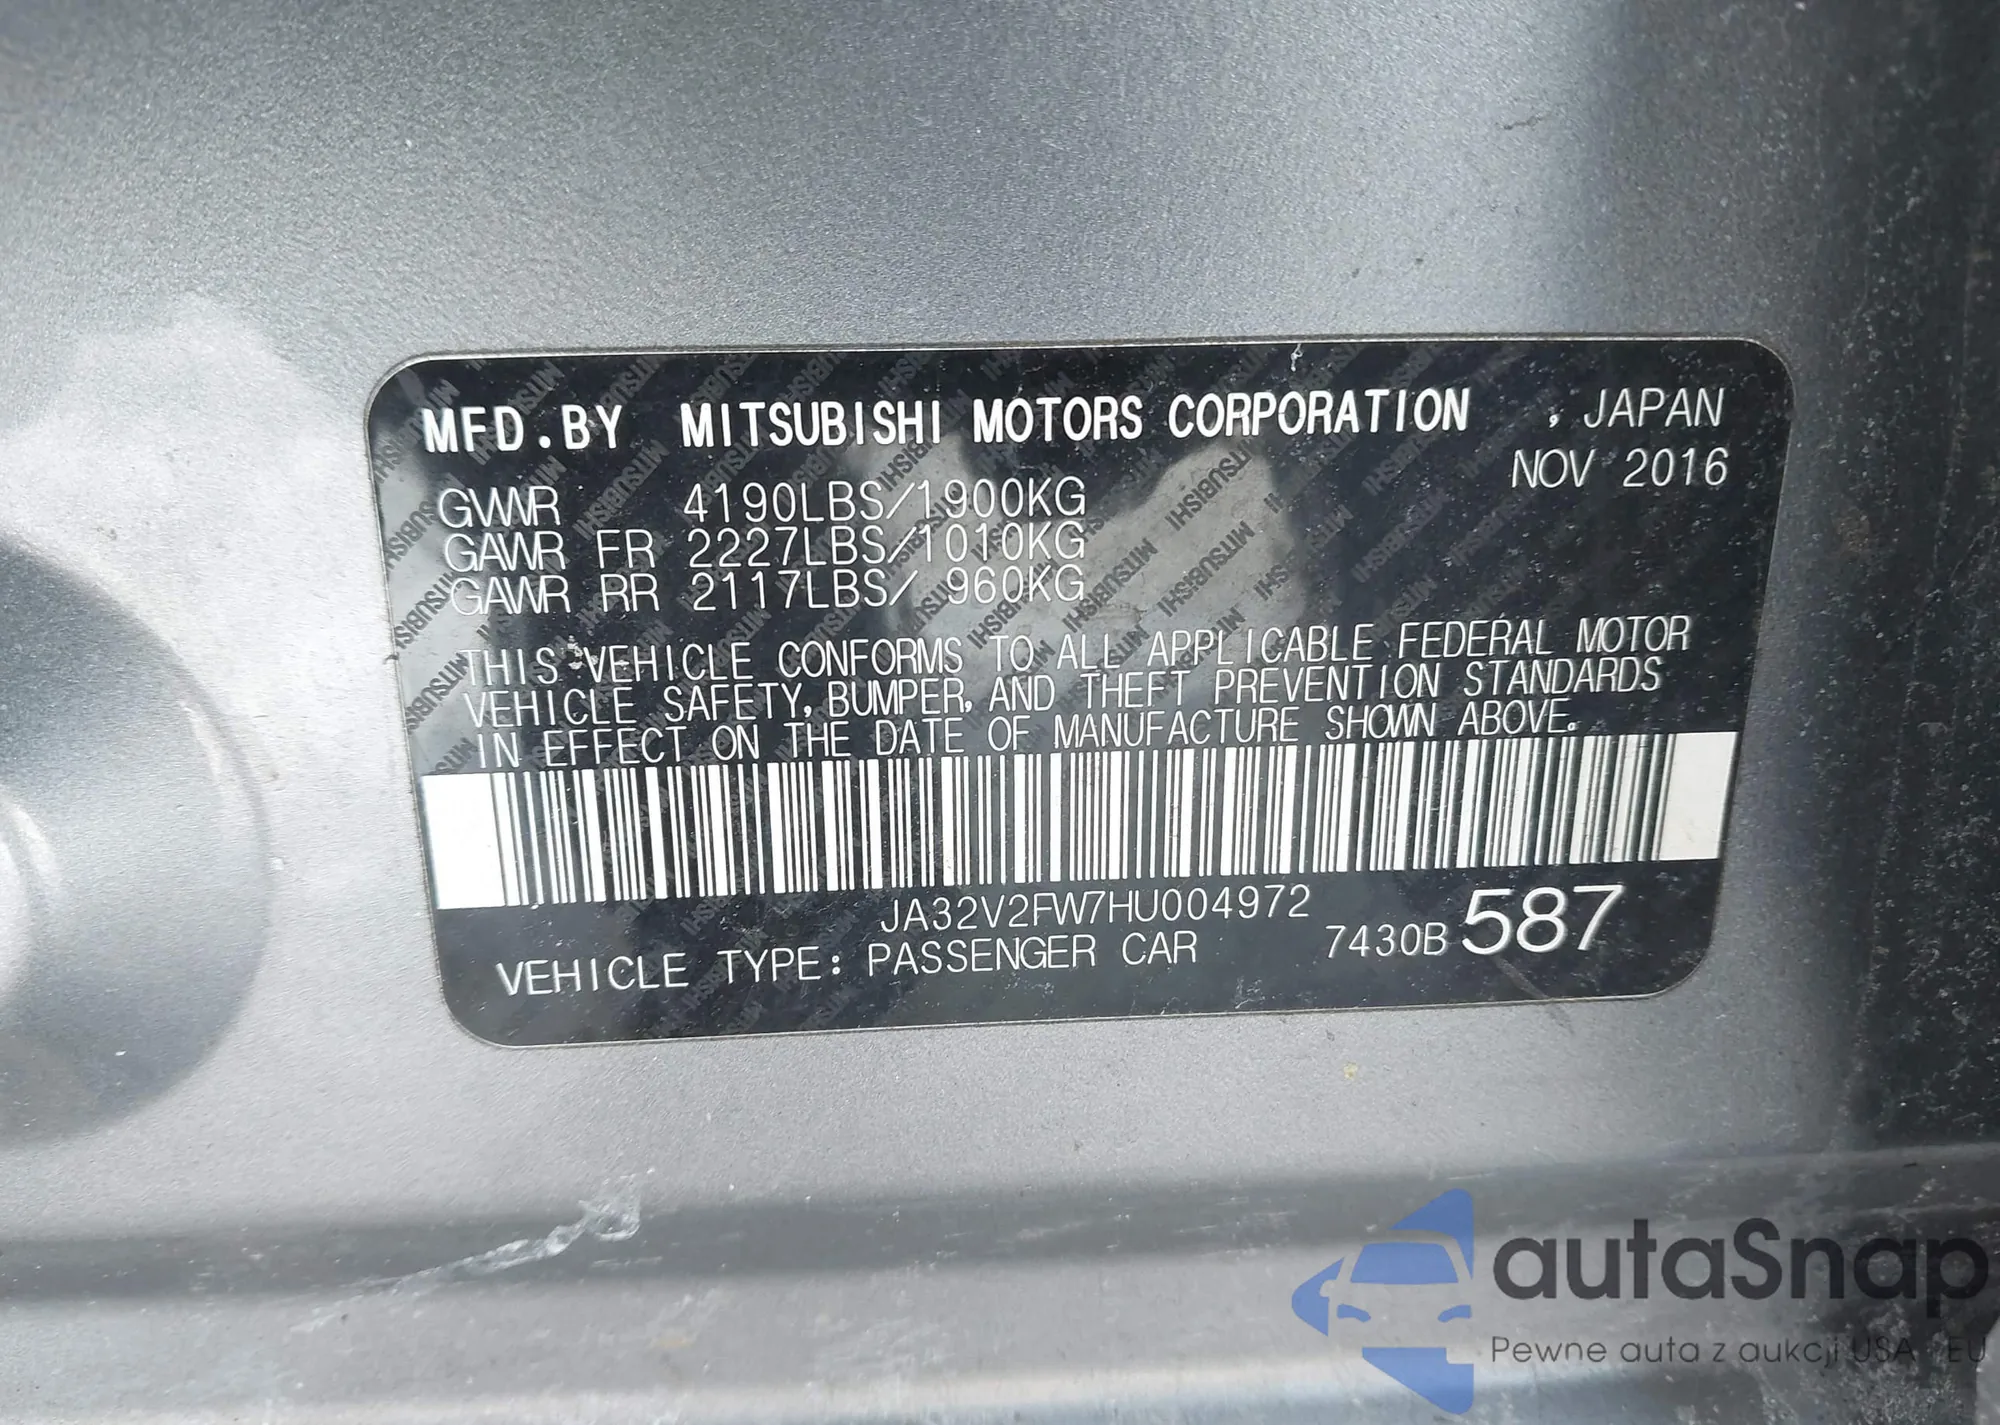 MFD.BY MITSUBISHI MOTORS CORPORATION , JAPAN
NOV 2016
GVWR 4190LBS/1900KG
GAWR FR 2227LBS/1010KG
GAWR RR 2117LBS/ 960KG
THIS VEHICLE CONFORMS TO ALL APPLICABLE FEDERAL MOTOR
VEHICLE SAFETY, BUMPER, AND THEFT PREVENTION STANDARDS
IN EFFECT ON THE DATE OF MANUFACTURE SHOWN ABOVE.
JA32V2FW7HU004972
VEHICLE TYPE: PASSENGER CAR 7430B 587
autaSnap
Pewne auta z aukcji USA i EU